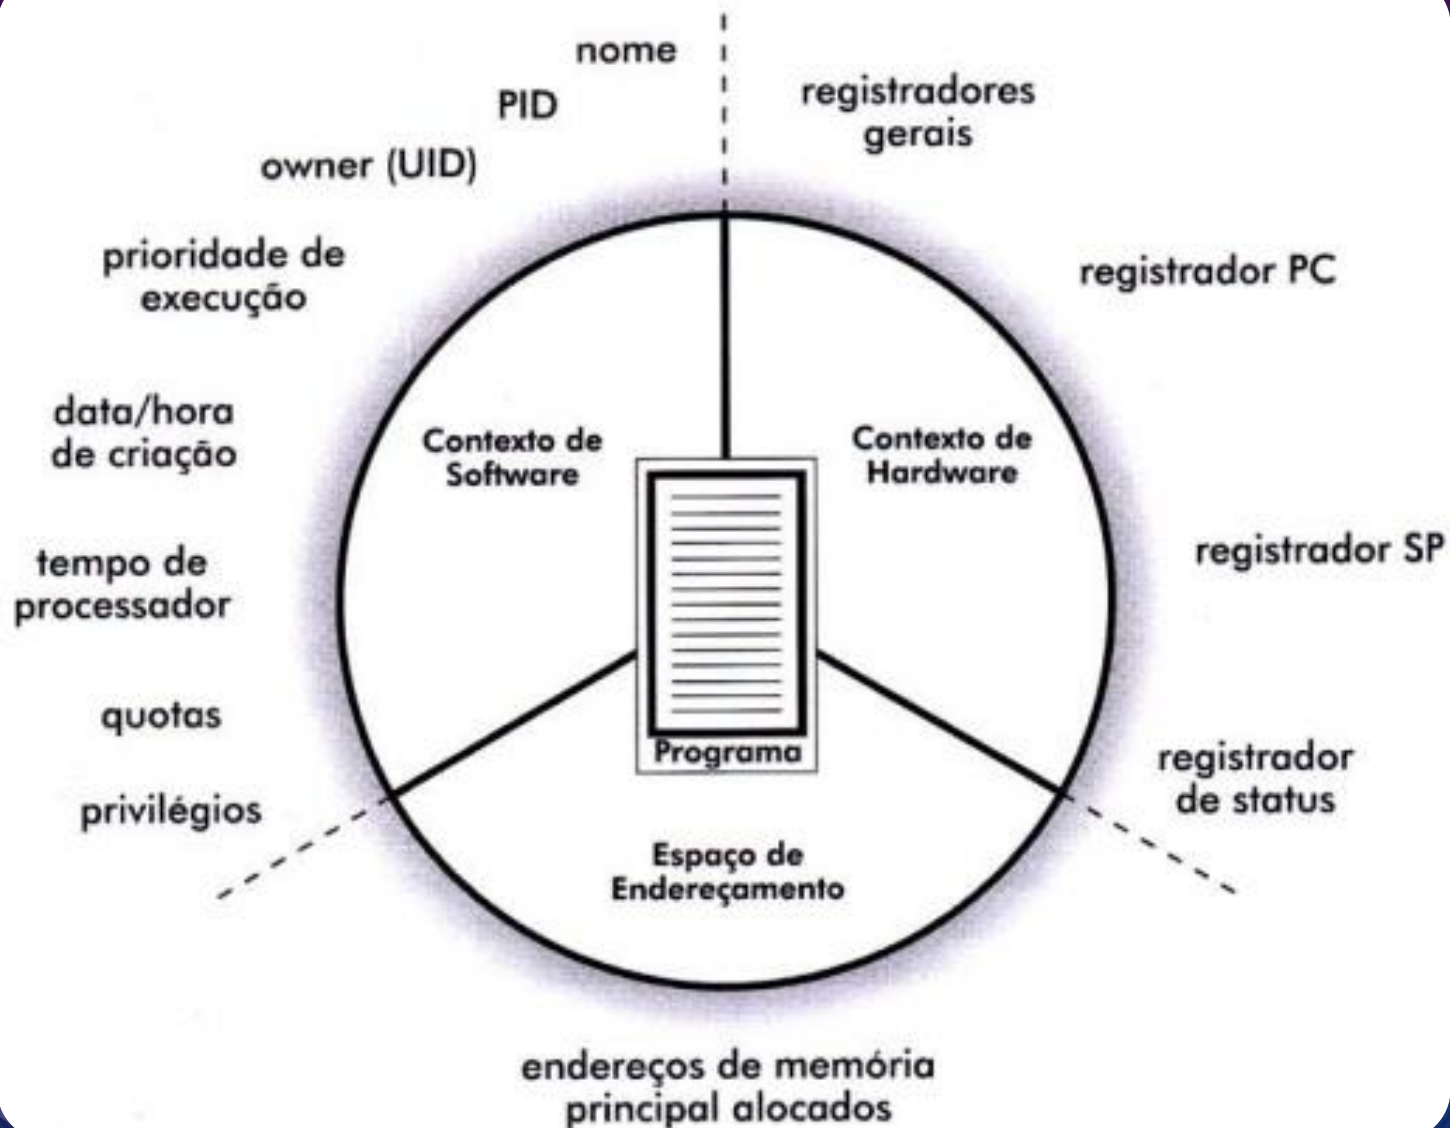 nome
PID
owner (UID)
prioridade de
execução
data/hora
de criação
tempo de
processador
quotas
privilégios
registradores
gerais
registrador PC
registrador SP
registrador
de status
Contexto de
Software
Contexto de
Hardware
Programa
Espaço de
Endereçamento
endereços de memória
principal alocados